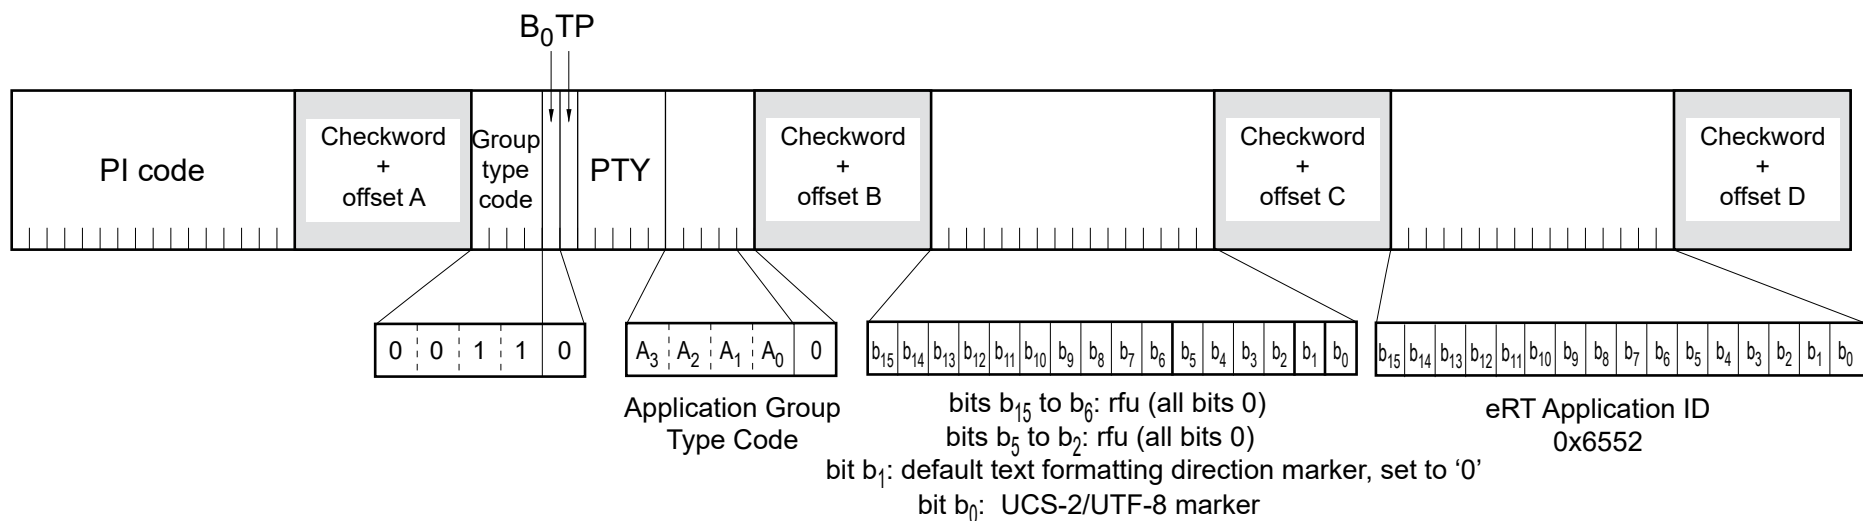 B₀ TP
PI code
Checkword
+
offset A
Group
type
code
PTY
Checkword
+
offset B
Checkword
+
offset C
Checkword
+
offset D
0 0 1 1 0
A₃ A₂ A₁ A₀ 0
b₁₅ b₁₄ b₁₃ b₁₂ b₁₁ b₁₀ b₉ b₈ b₇ b₆ b₅ b₄ b₃ b₂ b₁ b₀
b₁₅ b₁₄ b₁₃ b₁₂ b₁₁ b₁₀ b₉ b₈ b₇ b₆ b₅ b₄ b₃ b₂ b₁ b₀
Application Group
Type Code
bits b₁₅ to b₆: rfu (all bits 0)
bits b₅ to b₂: rfu (all bits 0)
bit b₁: default text formatting direction marker, set to ‘0’
bit b₀: UCS-2/UTF-8 marker
eRT Application ID
0x6552